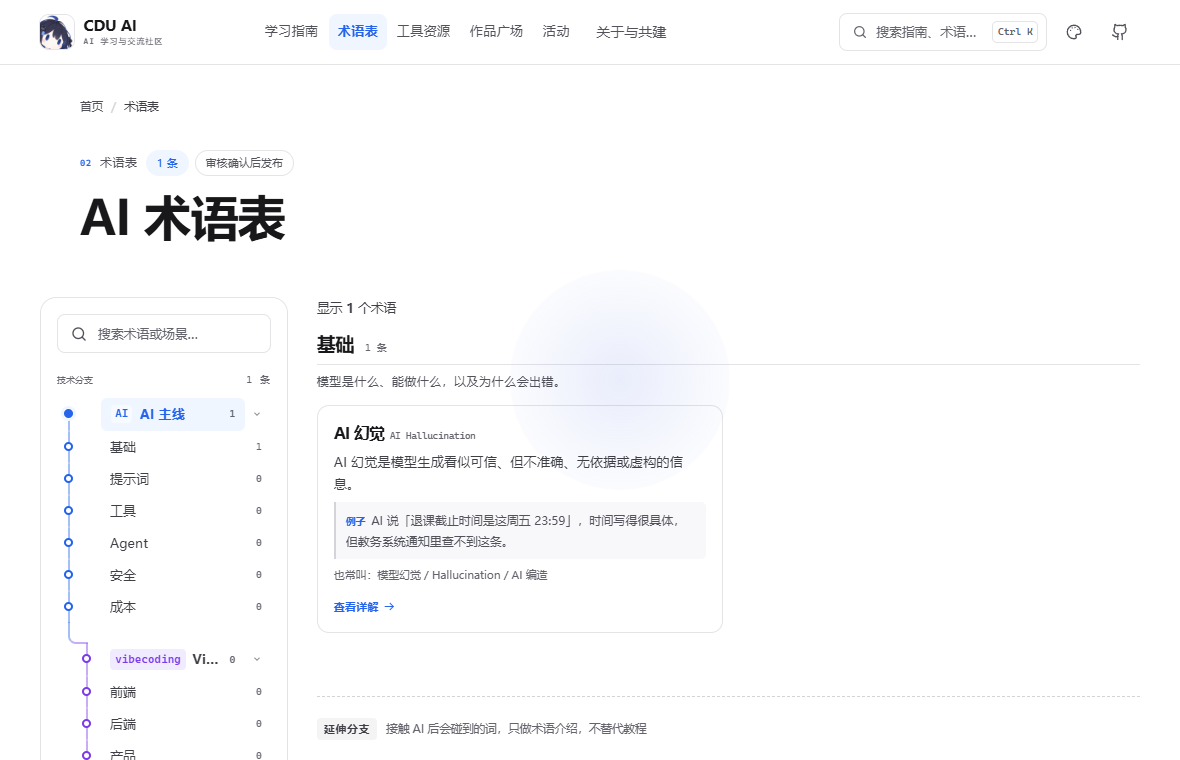 CDU AI
AI 学习与交流社区
学习指南 术语表 工具资源 作品广场 活动 关于与共建
搜索指南、术语... Ctrl K
首页 / 术语表
02 术语表 1 条 审核确认后发布
AI 术语表
搜索术语或场景...
技术分支 1 条
AI AI 主线 1
基础 1
提示词 0
工具 0
Agent 0
安全 0
成本 0
vibecoding Vi... 0
前端 0
后端 0
产品 0
显示 1 个术语
基础 1 条
模型是什么、能做什么，以及为什么会出错。
AI 幻觉 AI Hallucination
AI 幻觉是模型生成看似可信、但不准确、无依据或虚构的信
息。
例子 AI 说「退课截止时间是这周五 23:59」，时间写得很具体，
但教务系统通知里查不到这条。
也常叫：模型幻觉 / Hallucination / AI 编造
查看详解 →
延伸分支 接触 AI 后会碰到的词，只做术语介绍，不替代教程